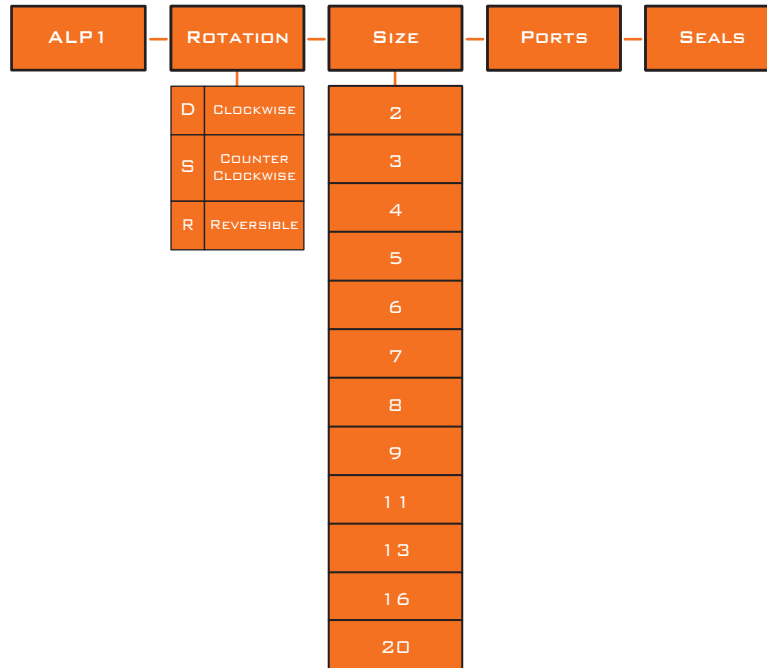 ALP1
ROTATION
SIZE
PORTS
SEALS
D CLOCKWISE
S COUNTER
CLOCKWISE
R REVERSIBLE
2
3
4
5
6
7
8
9
11
13
16
20